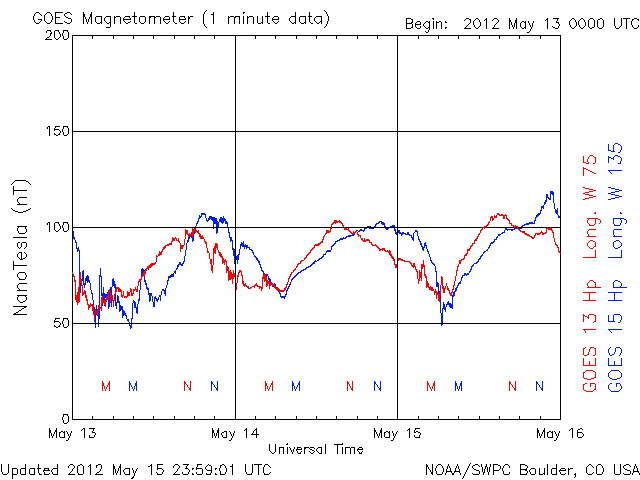 GOES Magnetometer (1 minute data)
Begin: 2012 May 13 0000 UTC
200
150
100
50
0
NanoTesla (nT)
M M N N M M N N M M N N
May 13 May 14 May 15 May 16
Universal Time
GOES 13 Hp Long. W 75
GOES 15 Hp Long. W 135
Updated 2012 May 15 23:59:01 UTC
NOAA/SWPC Boulder, CO USA